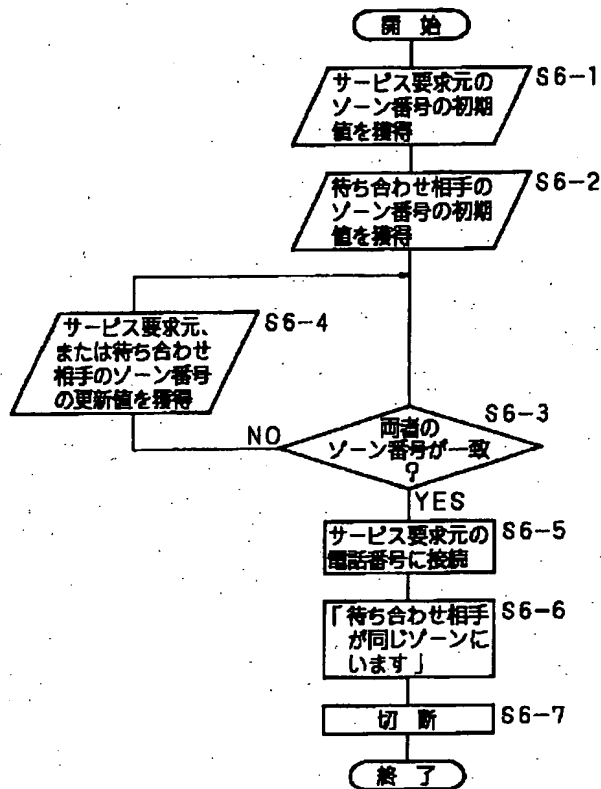 開始
サービス要求元の
ゾーン番号の初期
値を獲得
S6-1
待ち合わせ相手の
ゾーン番号の初期
値を獲得
S6-2
サービス要求元、
または待ち合わせ
相手のゾーン番号
の更新値を獲得
S6-4
両者の
ゾーン番号が一致
?
S6-3
NO
YES
サービス要求元の
電話番号に接続
S6-5
「待ち合わせ相手
が同じゾーンに
います」
S6-6
切断
S6-7
終了